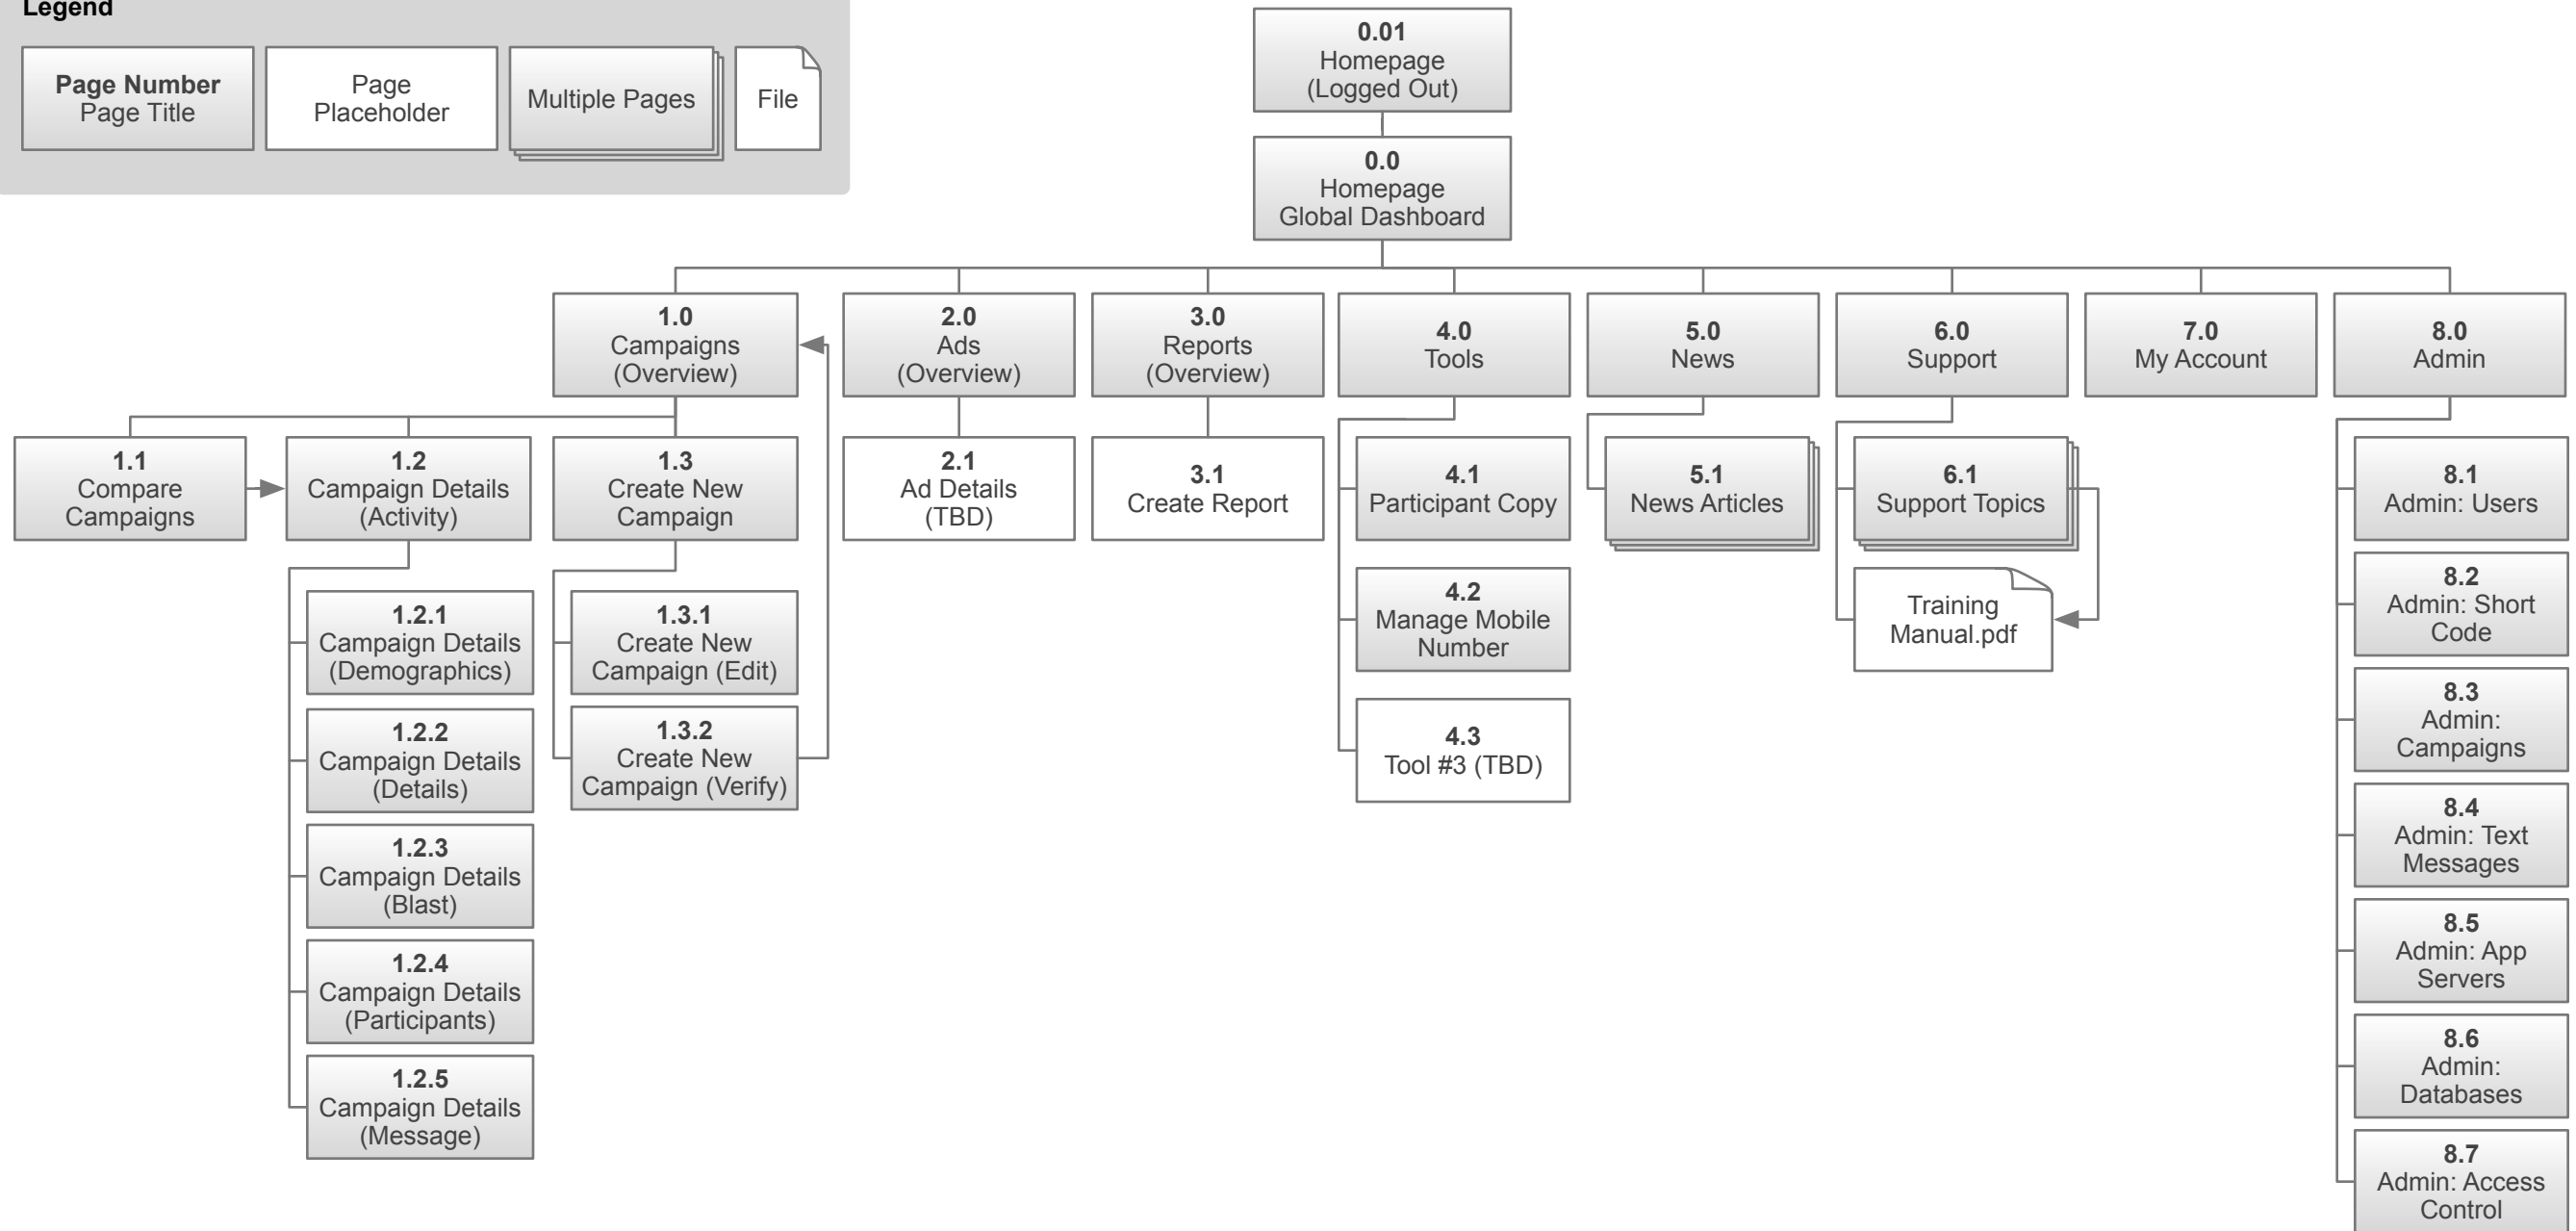 Legend
Page Number
Page Title
Page
Placeholder
Multiple Pages
File
0.01
Homepage
(Logged Out)
0.0
Homepage
Global Dashboard
1.0
Campaigns
(Overview)
2.0
Ads
(Overview)
3.0
Reports
(Overview)
4.0
Tools
5.0
News
6.0
Support
7.0
My Account
8.0
Admin
1.1
Compare
Campaigns
1.2
Campaign Details
(Activity)
1.3
Create New
Campaign
2.1
Ad Details
(TBD)
3.1
Create Report
4.1
Participant Copy
5.1
News Articles
6.1
Support Topics
8.1
Admin: Users
1.2.1
Campaign Details
(Demographics)
1.3.1
Create New
Campaign (Edit)
4.2
Manage Mobile
Number
Training
Manual.pdf
8.2
Admin: Short
Code
1.2.2
Campaign Details
(Details)
1.3.2
Create New
Campaign (Verify)
4.3
Tool #3 (TBD)
8.3
Admin:
Campaigns
1.2.3
Campaign Details
(Blast)
8.4
Admin: Text
Messages
1.2.4
Campaign Details
(Participants)
8.5
Admin: App
Servers
1.2.5
Campaign Details
(Message)
8.6
Admin:
Databases
8.7
Admin: Access
Control